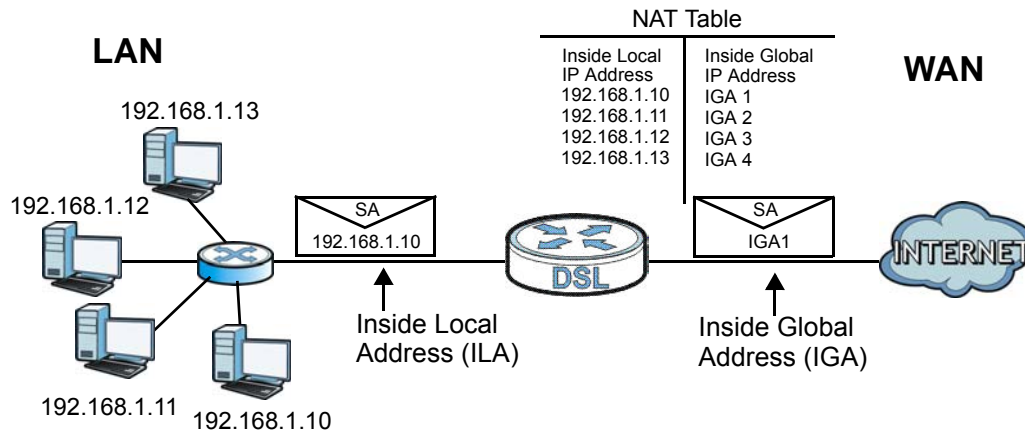 NAT Table
LAN
WAN
Inside Local
IP Address
192.168.1.10
192.168.1.11
192.168.1.12
192.168.1.13
Inside Global
IP Address
IGA 1
IGA 2
IGA 3
IGA 4
192.168.1.13
192.168.1.12
192.168.1.11
192.168.1.10
SA
192.168.1.10
DSL
SA
IGA1
INTERNET
Inside Local
Address (ILA)
Inside Global
Address (IGA)